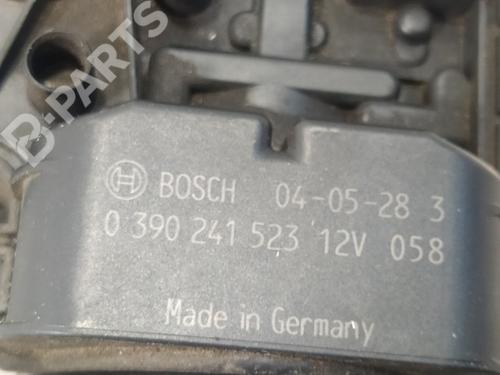 B-PARTS
BOSCH 04-05-28 3
0 390 241 523 12V 058
Made in Germany